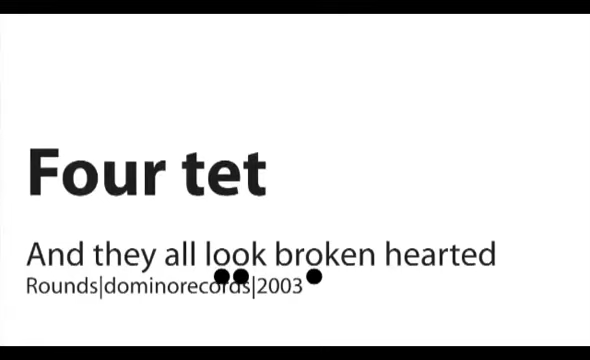 Four tet
And they all look broken hearted
Rounds|dominorecords|2003